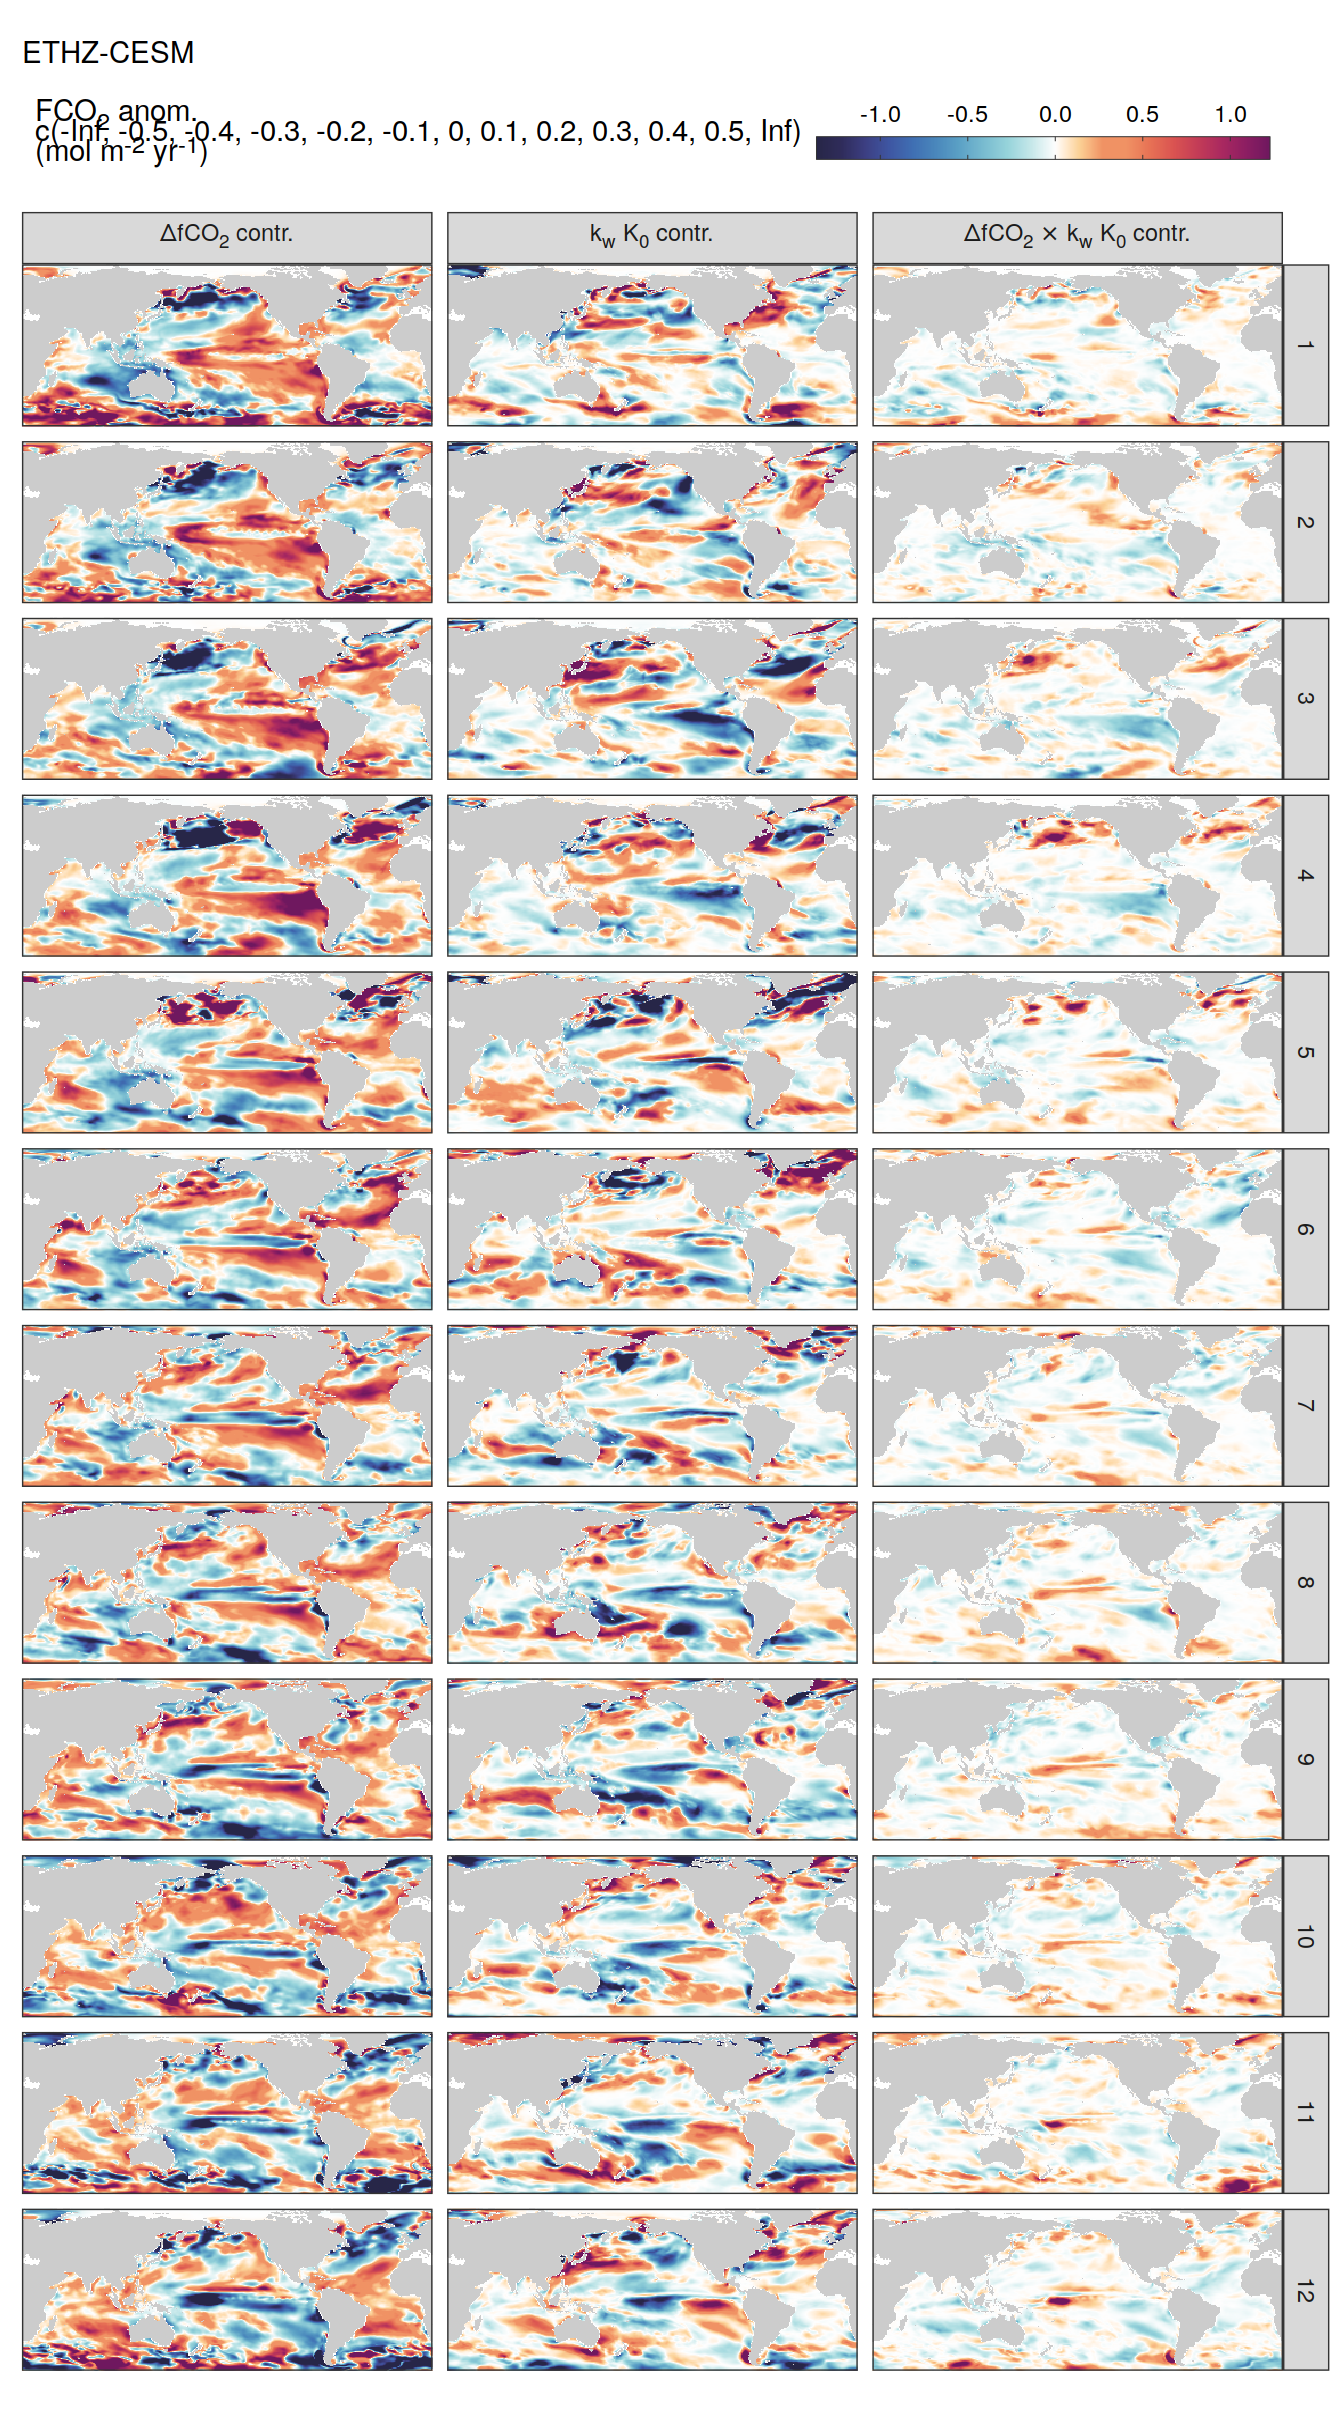 ETHZ-CESM
FCO₂ anom.
c(-Inf, -0.5, -0.4, -0.3, -0.2, -0.1, 0, 0.1, 0.2, 0.3, 0.4, 0.5, Inf)
(mol m⁻² yr⁻¹)
-1.0 -0.5 0.0 0.5 1.0
ΔfCO₂ contr. k_w K₀ contr. ΔfCO₂ × k_w K₀ contr.
1
2
3
4
5
6
7
8
9
10
11
12